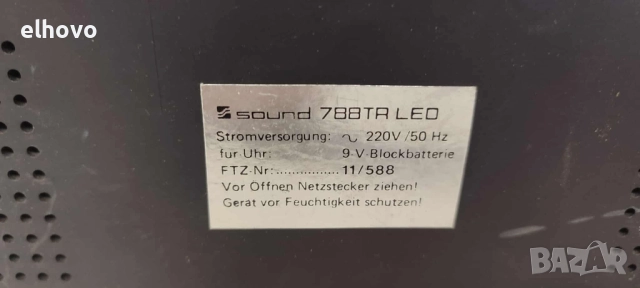 elhovo
sound 788TR LED
Stromversorgung: ~ 220V/50 Hz
für Uhr: 9-V-Blockbatterie
FTZ-Nr:................ 11/588
Vor Öffnen Netzstecker ziehen!
Gerät vor Feuchtigkeit schützen!
BAZAR